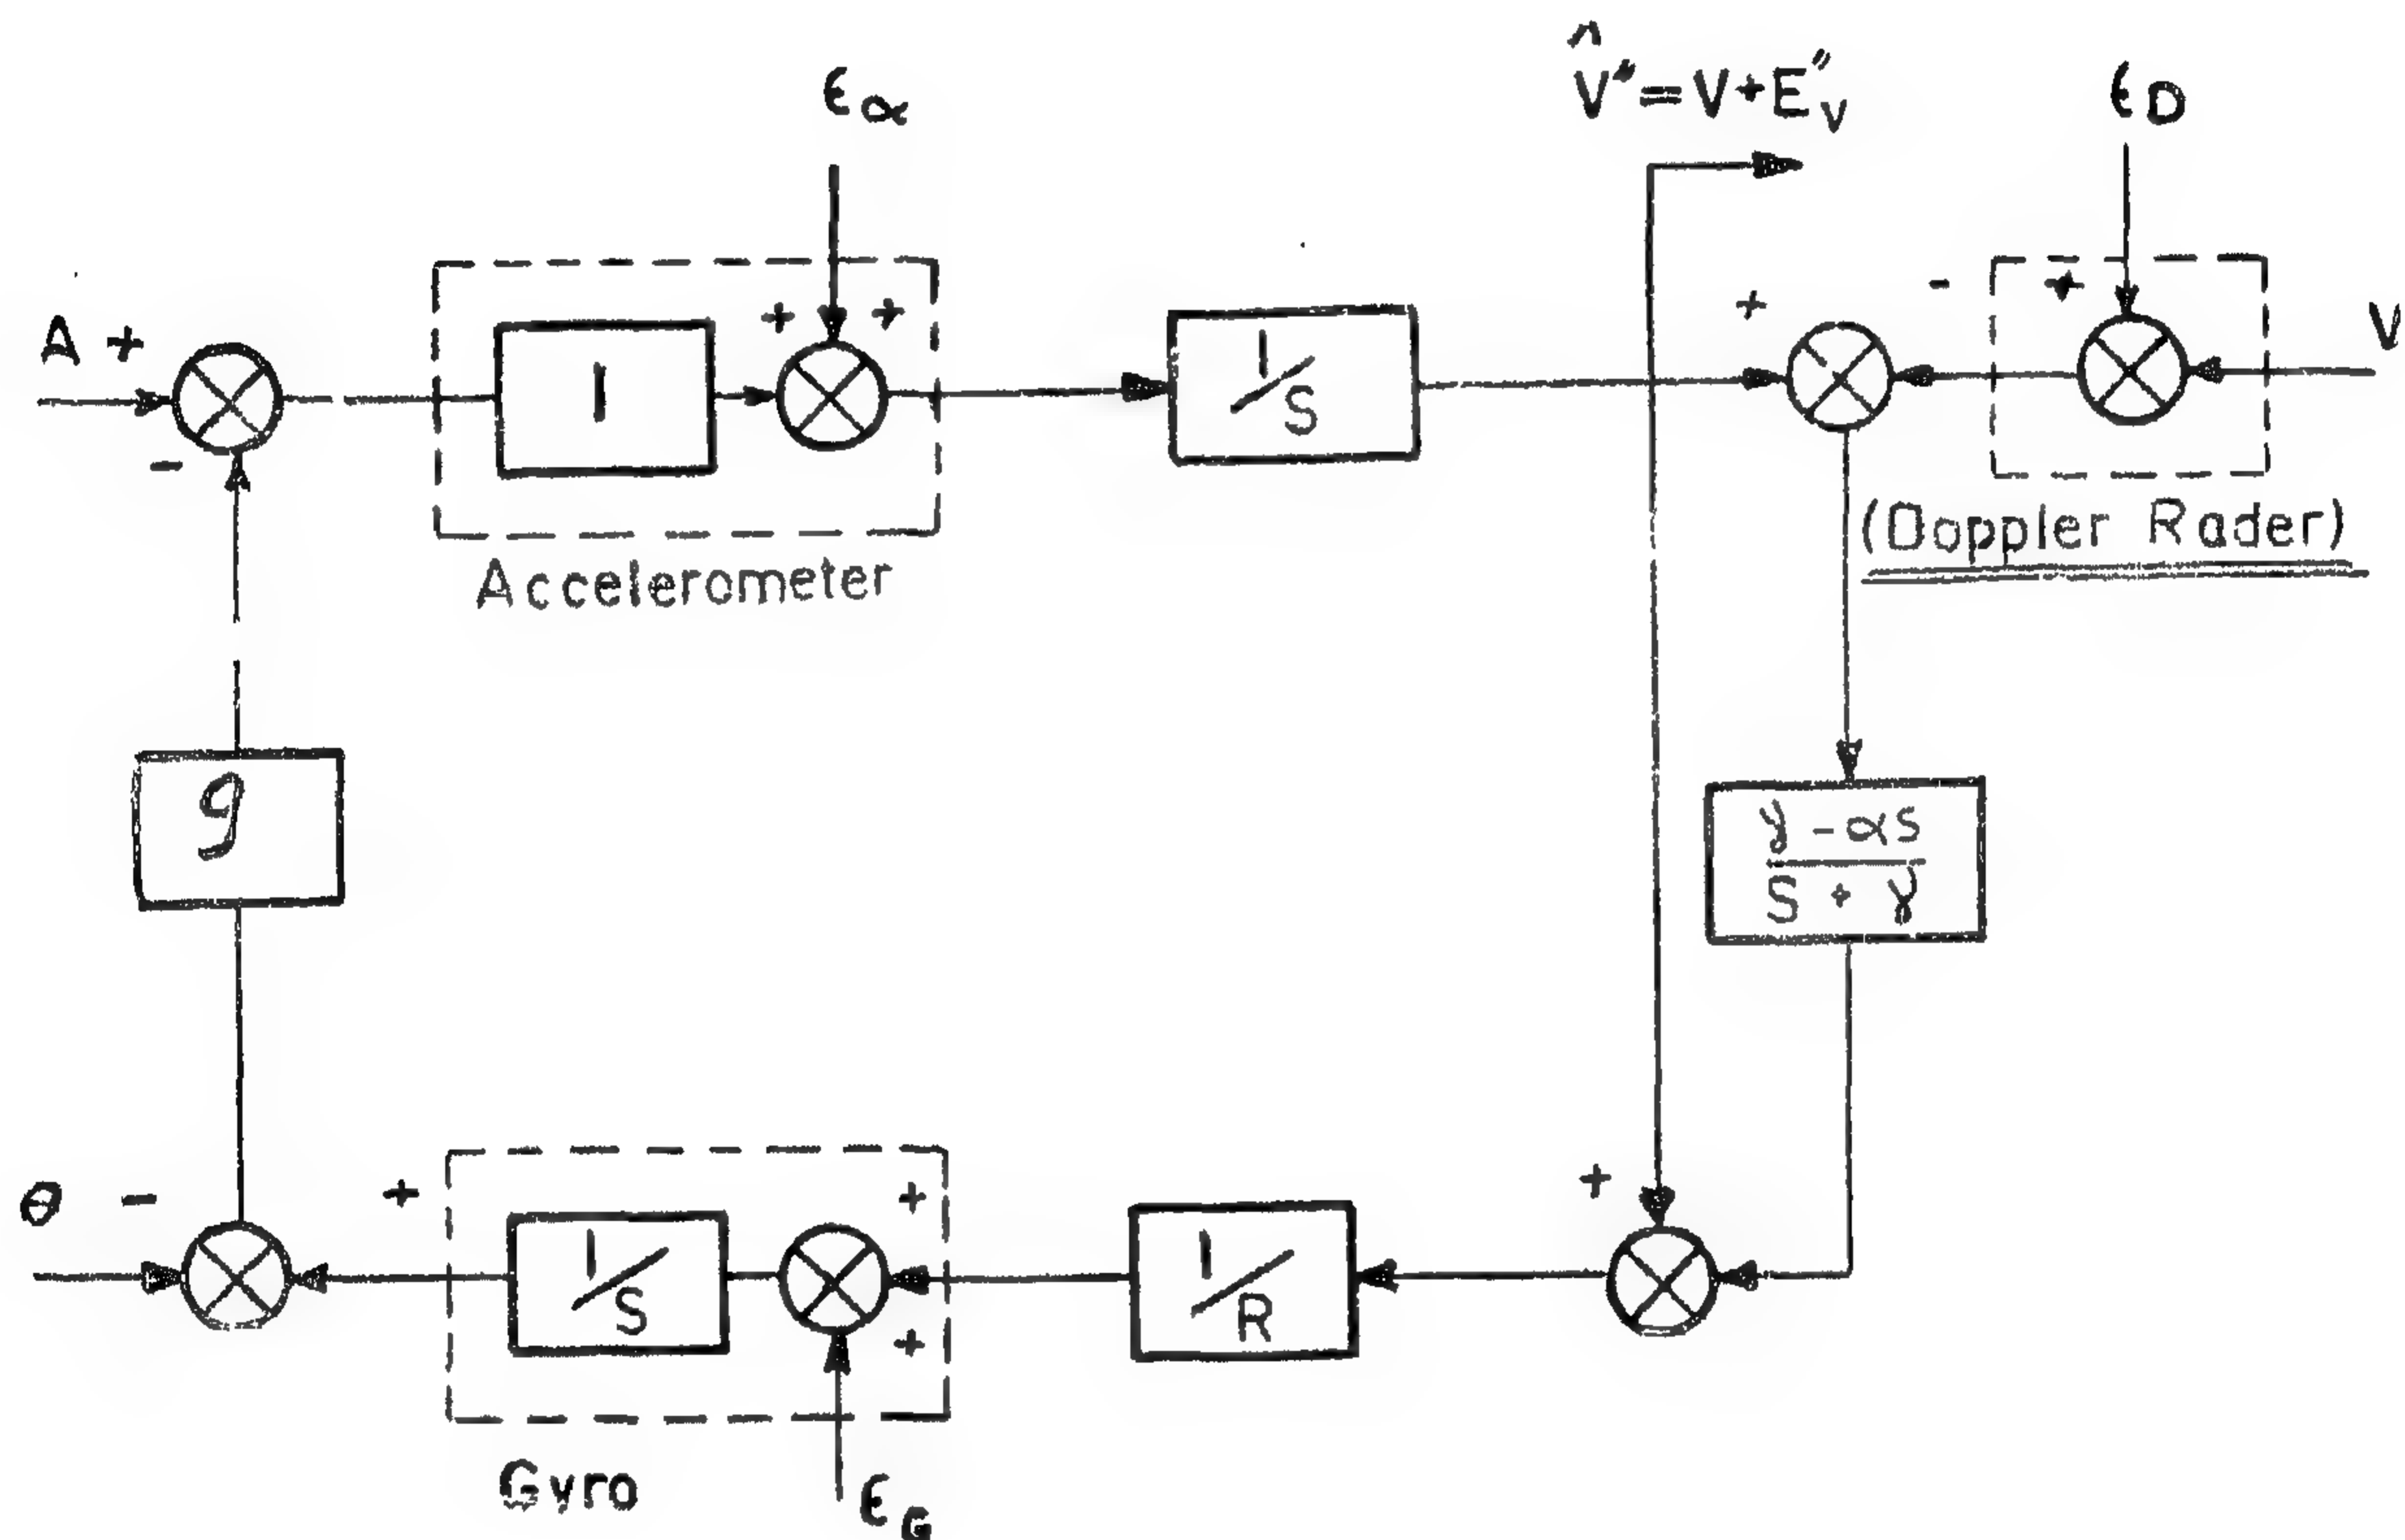 V̂" = V + E"v
εα
εD
A +
+ +
+
-
+
V
1
1/S
-
Accelerometer
(Doppler Rader)
g
γ - αs
S + γ
θ -
+
+
+
1/S
1/R
+
Gyro
εG